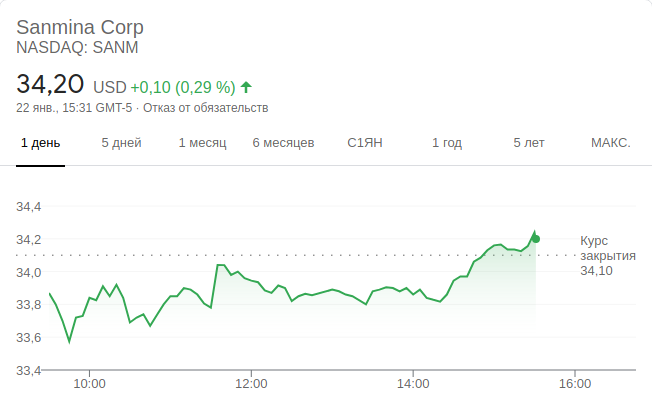 Sanmina Corp
NASDAQ: SANM
34,20 USD +0,10 (0,29 %)
22 янв., 15:31 GMT-5 · Отказ от обязательств
1 день 5 дней 1 месяц 6 месяцев С1ЯН 1 год 5 лет МАКС.
34,4
34,2
34,0
33,8
33,6
33,4
Курс
закрытия
34,10
10:00 12:00 14:00 16:00